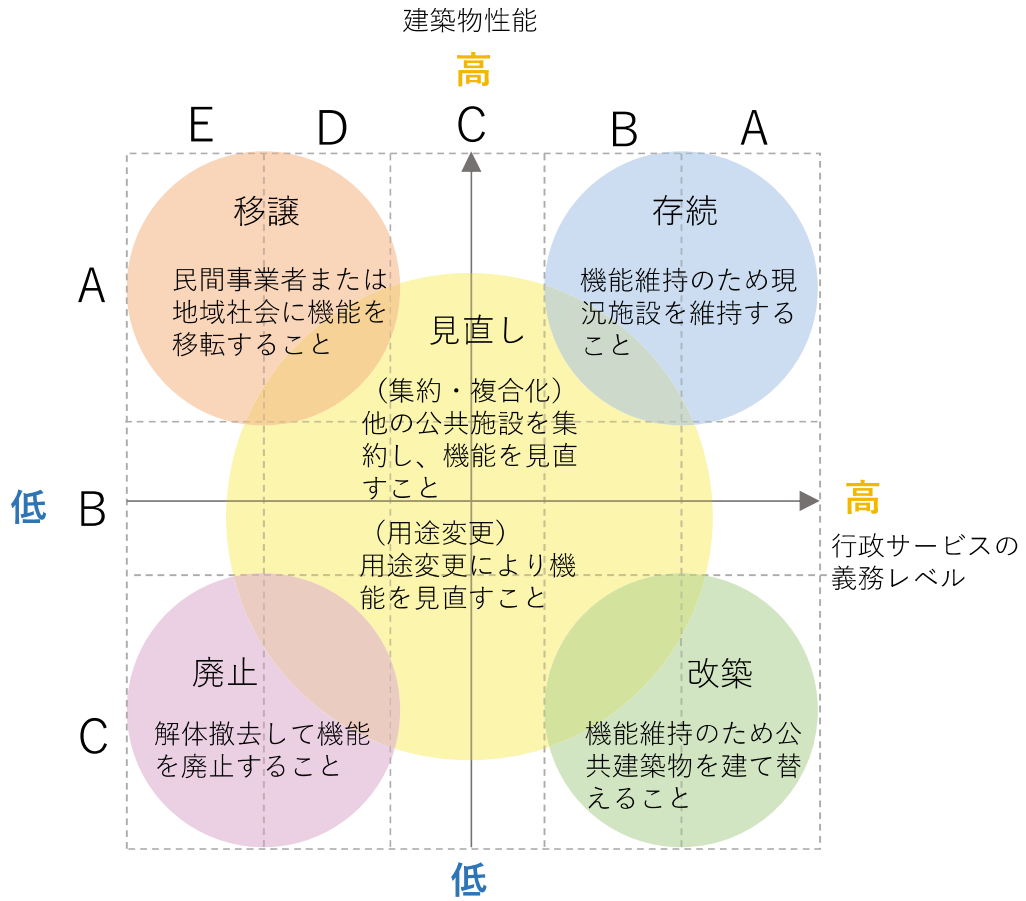 建築物性能
高
E
D
C
B
A
移譲
民間事業者または
地域社会に機能を
移転すること
存続
機能維持のため現
況施設を維持する
こと
A
見直し
（集約・複合化）
他の公共施設を集
約し、機能を見直
すこと
低
B
高
行政サービスの
義務レベル
（用途変更）
用途変更により機
能を見直すこと
廃止
解体撤去して機能
を廃止すること
改築
機能維持のため公
共建築物を建て替
えること
C
低